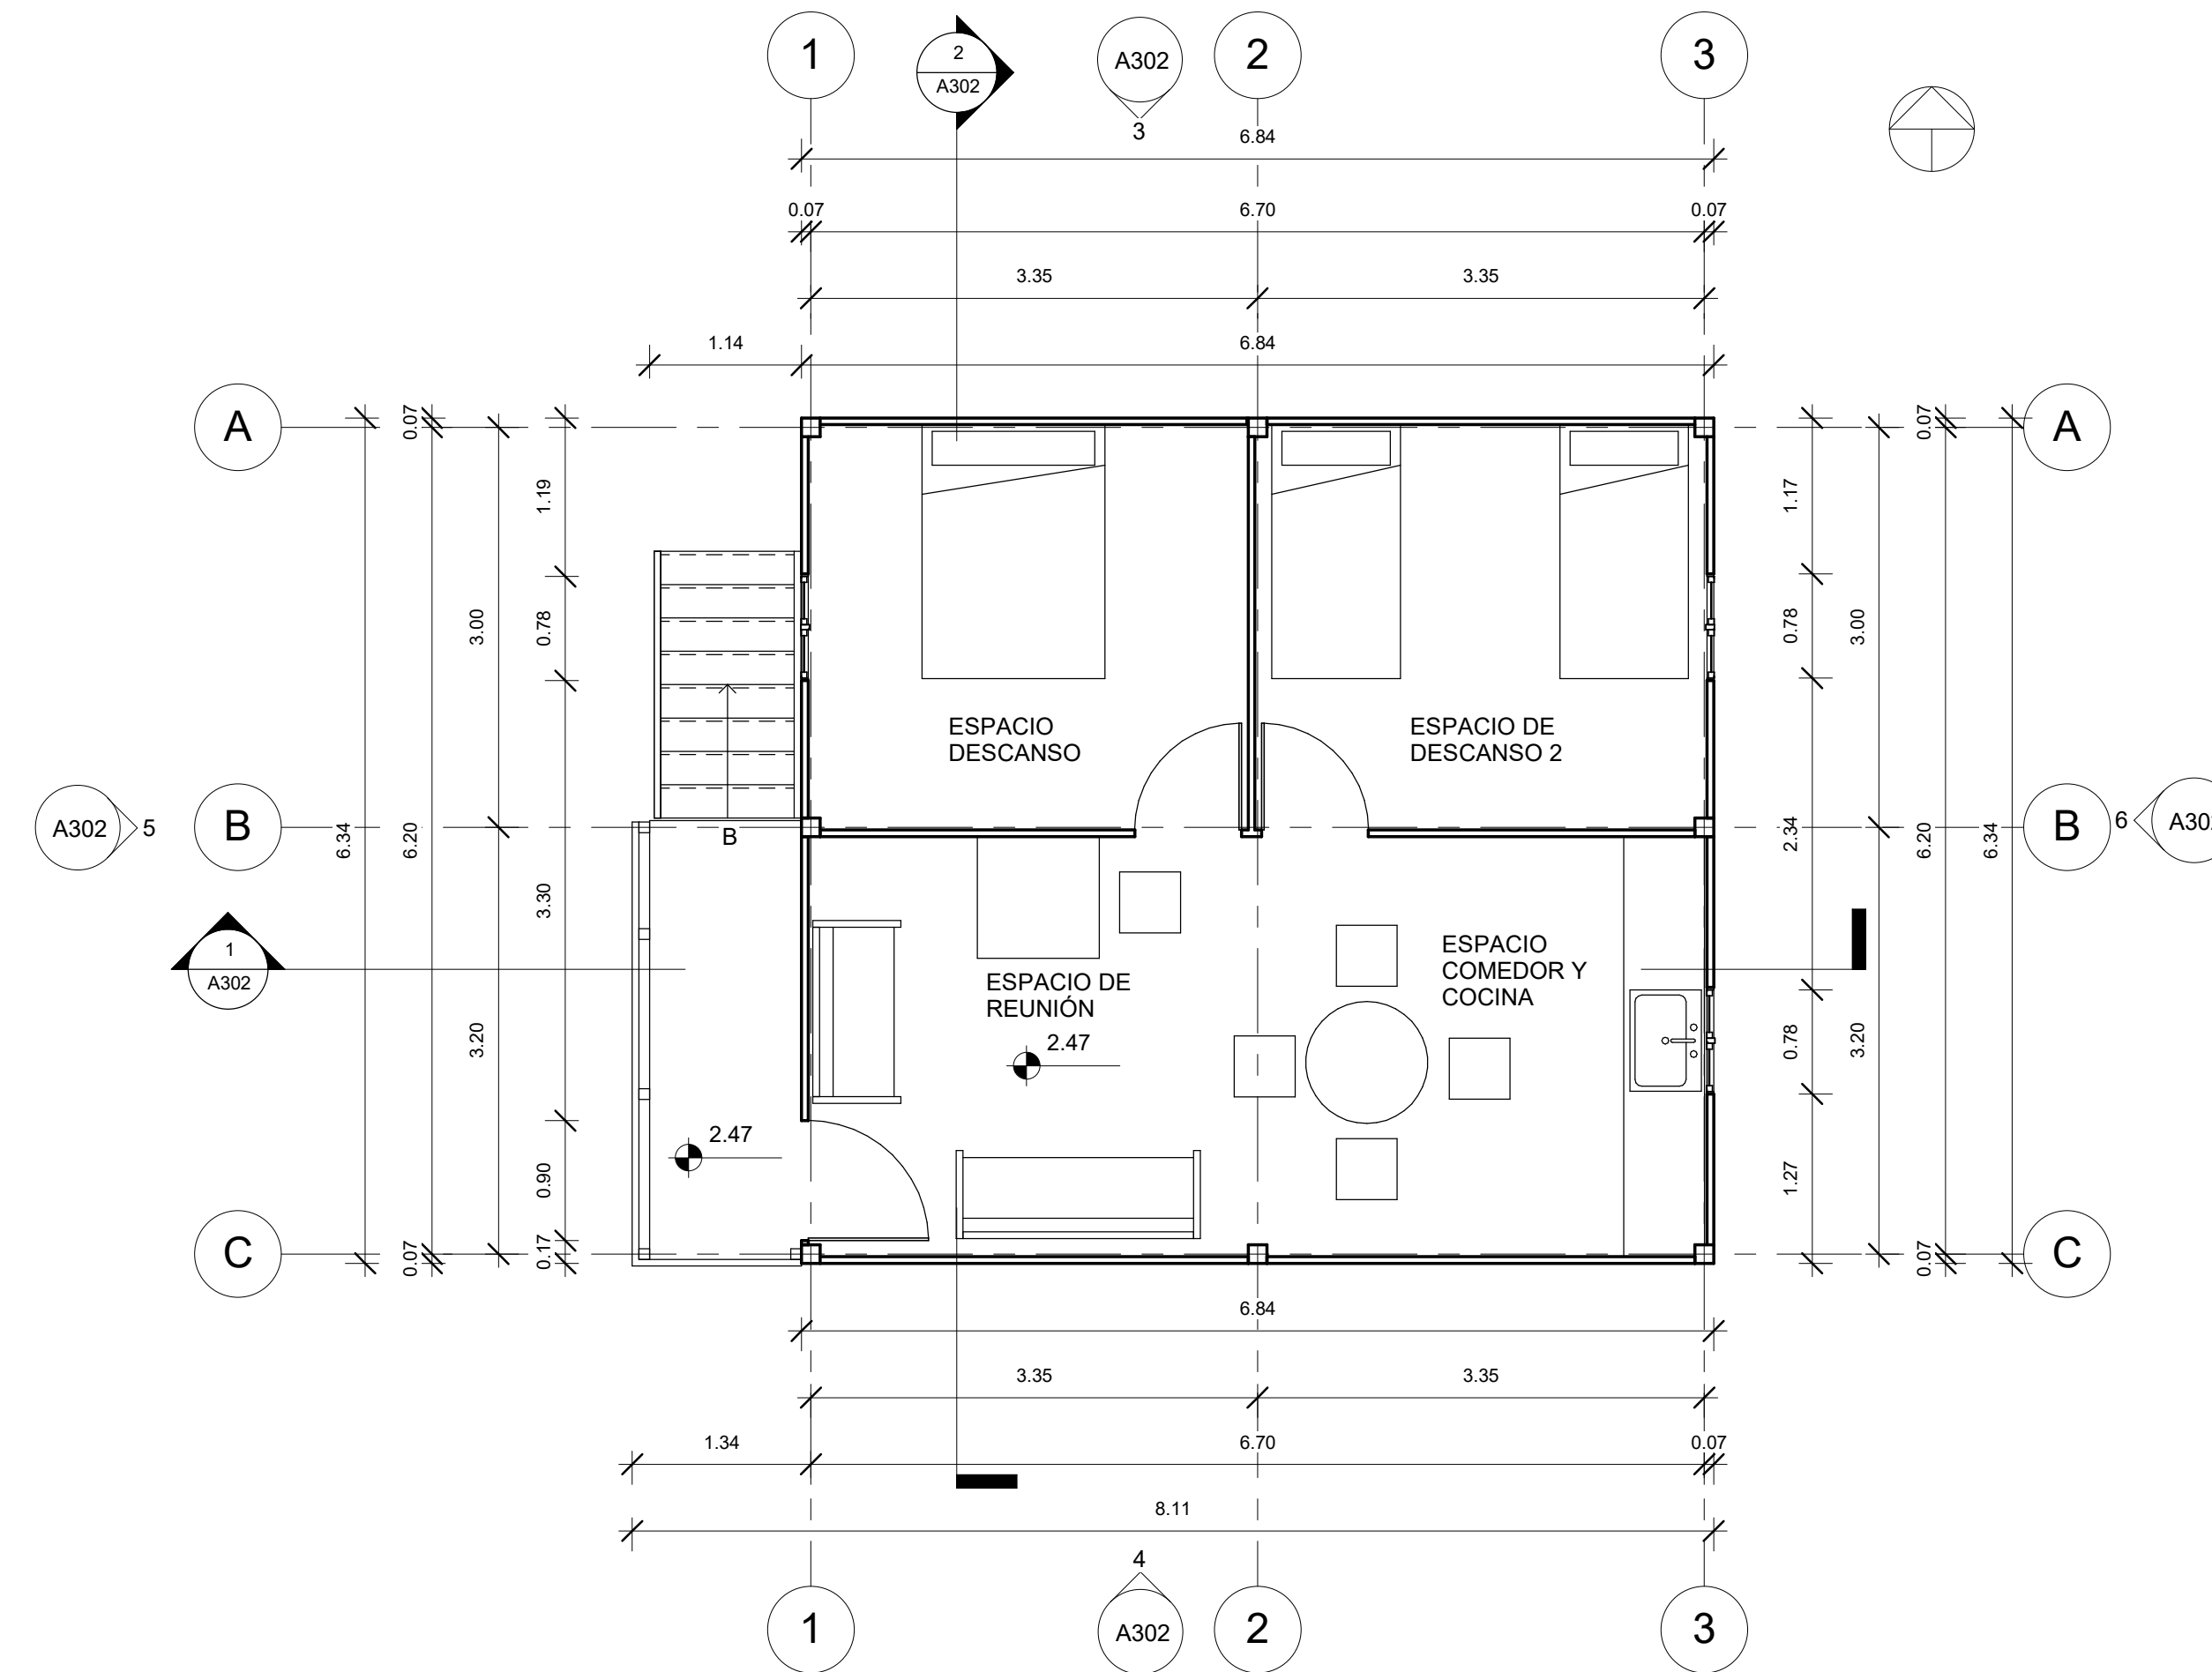 1
2
A302
A302
3
2
3
6.84
0.07
6.70
0.07
3.35
3.35
1.14
6.84
A
A
0.07
0.07
1.19
1.17
3.00
0.78
0.78
3.00
ESPACIO
DESCANSO
ESPACIO DE
DESCANSO 2
A302
5
B
B
B
6
6.34
6.20
2.34
6.20
6.34
3.30
1
A302
ESPACIO DE
REUNIÓN
2.47
ESPACIO
COMEDOR Y
COCINA
3.20
0.78
3.20
2.47
0.90
1.27
0.17
0.07
0.07
C
C
6.84
3.35
3.35
1.34
6.70
0.07
8.11
4
A302
1
2
3